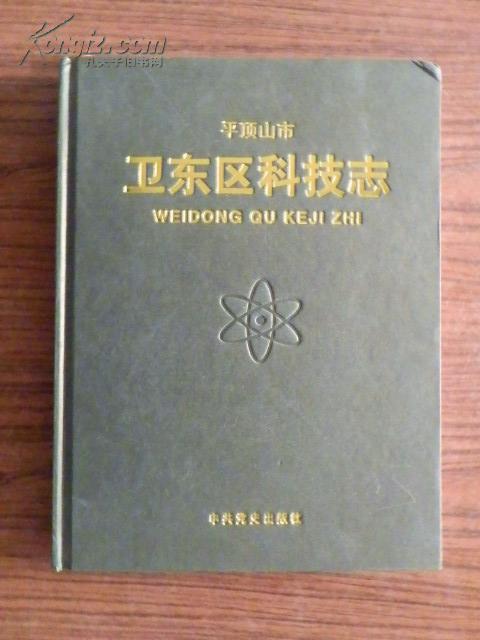 Kongfz.com
孔夫子旧书网
平顶山市
卫东区科技志
WEIDONG QU KEJI ZHI
中共党史出版社